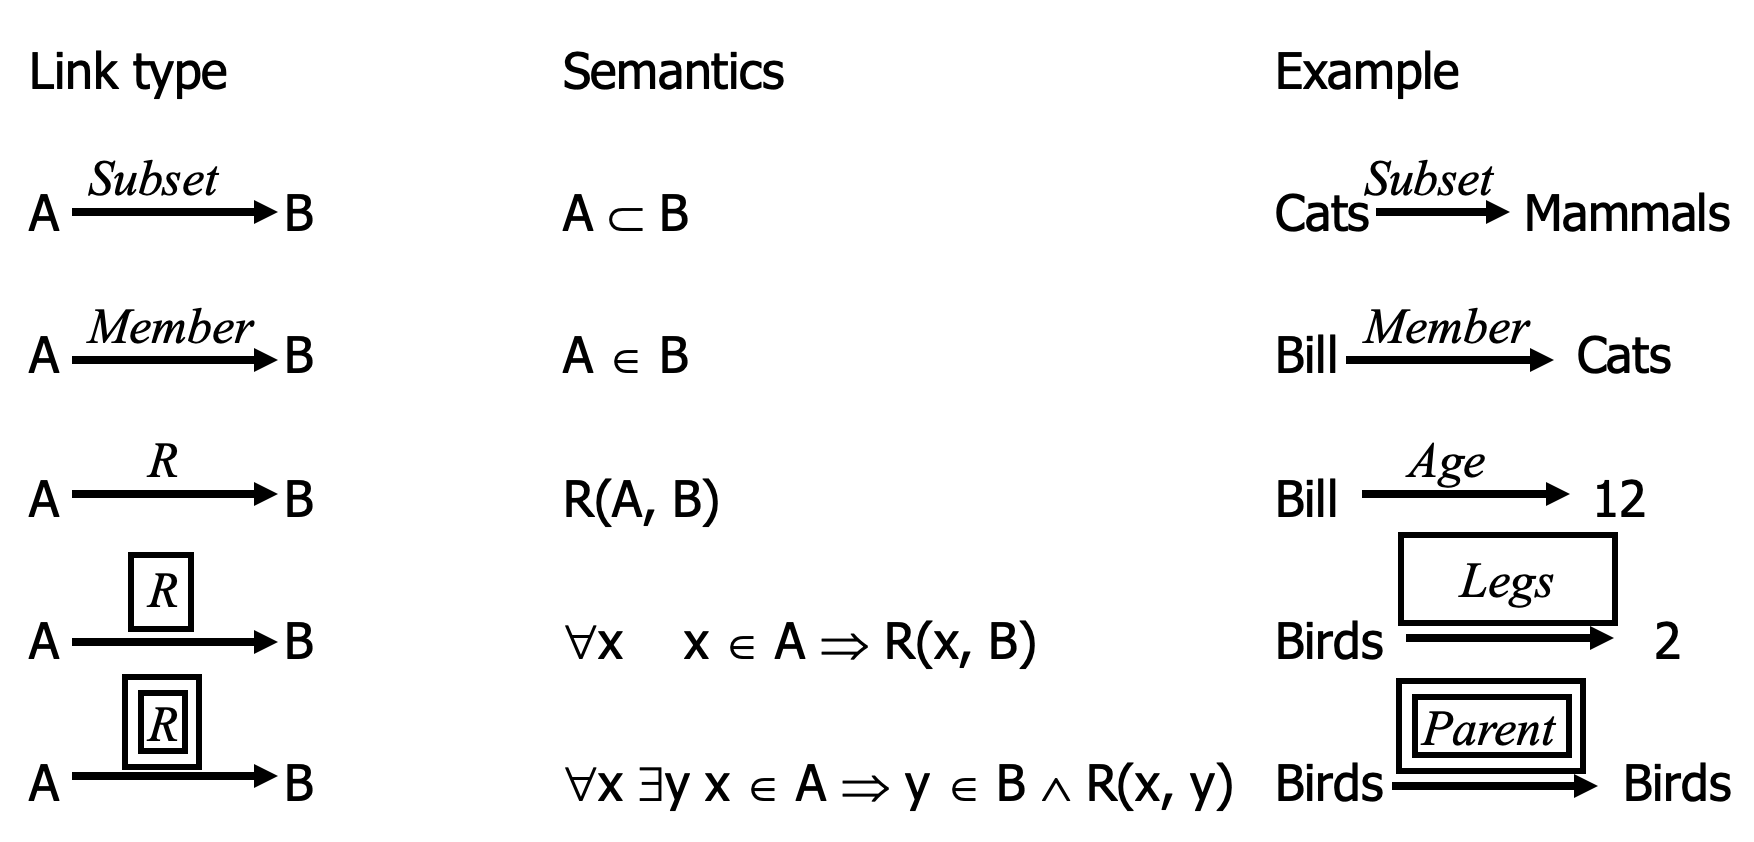 Link type Semantics Example
Subset Subset
A B A ⊂ B Cats Mammals
Member Member
A B A ∈ B Bill Cats
R Age
A B R(A, B) Bill 12
R Legs
A B ∀x x ∈ A ⇒ R(x, B) Birds 2
R Parent
A B ∀x ∃y x ∈ A ⇒ y ∈ B ∧ R(x, y) Birds Birds